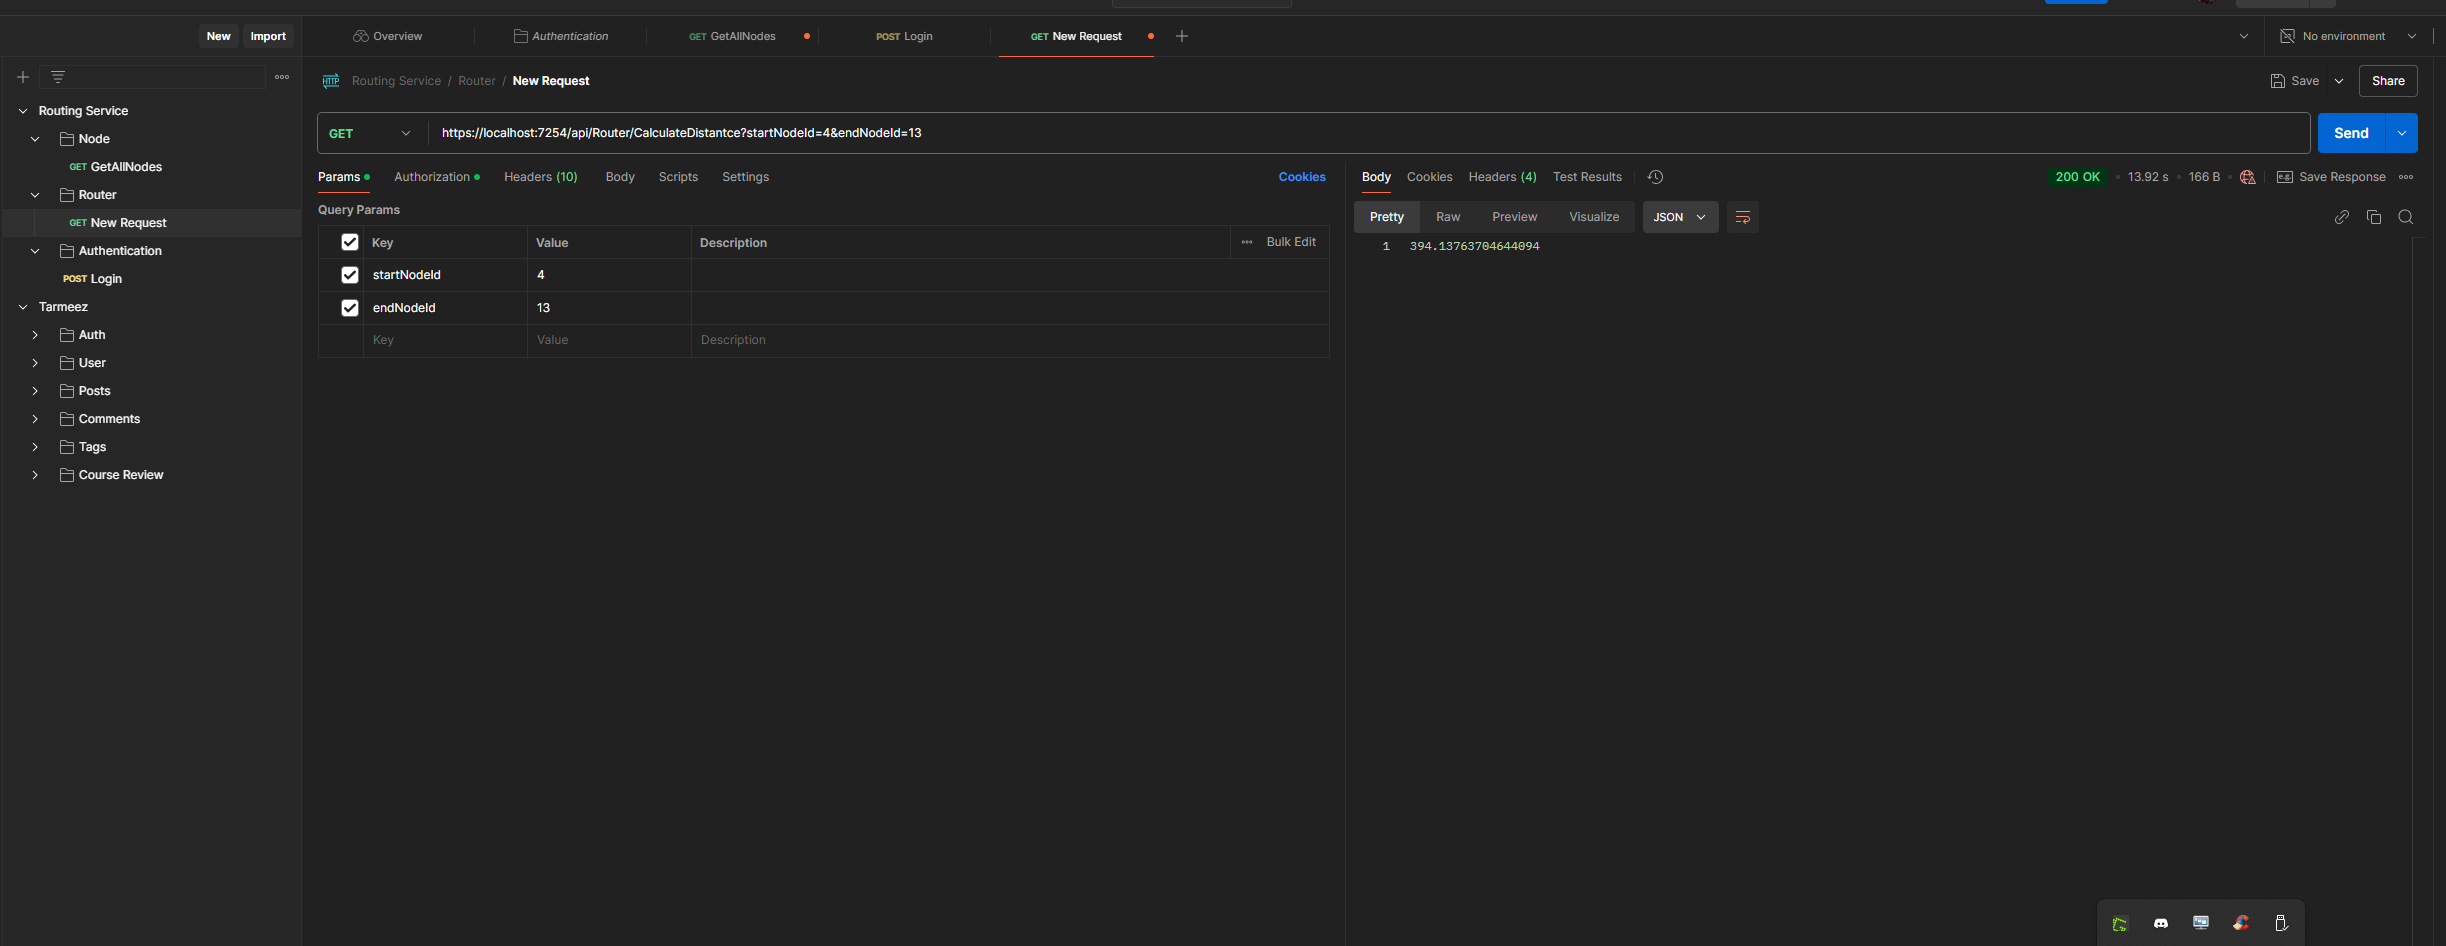 New Import
Overview
Authentication
GET GetAllNodes
POST Login
GET New Request
No environment
Routing Service
Node
GET GetAllNodes
Router
GET New Request
Authentication
POST Login
Tarmeez
Auth
User
Posts
Comments
Tags
Course Review
HTTP Routing Service / Router / New Request
Save
Share
GET https://localhost:7254/api/Router/CalculateDistantce?startNodeId=4&endNodeId=13
Send
Params Authorization Headers (10) Body Scripts Settings Cookies
Query Params
Key Value Description Bulk Edit
startNodeId 4
endNodeId 13
Key Value Description
Body Cookies Headers (4) Test Results
200 OK 13.92 s 166 B e.g. Save Response
Pretty Raw Preview Visualize JSON
1 394.13763704644094